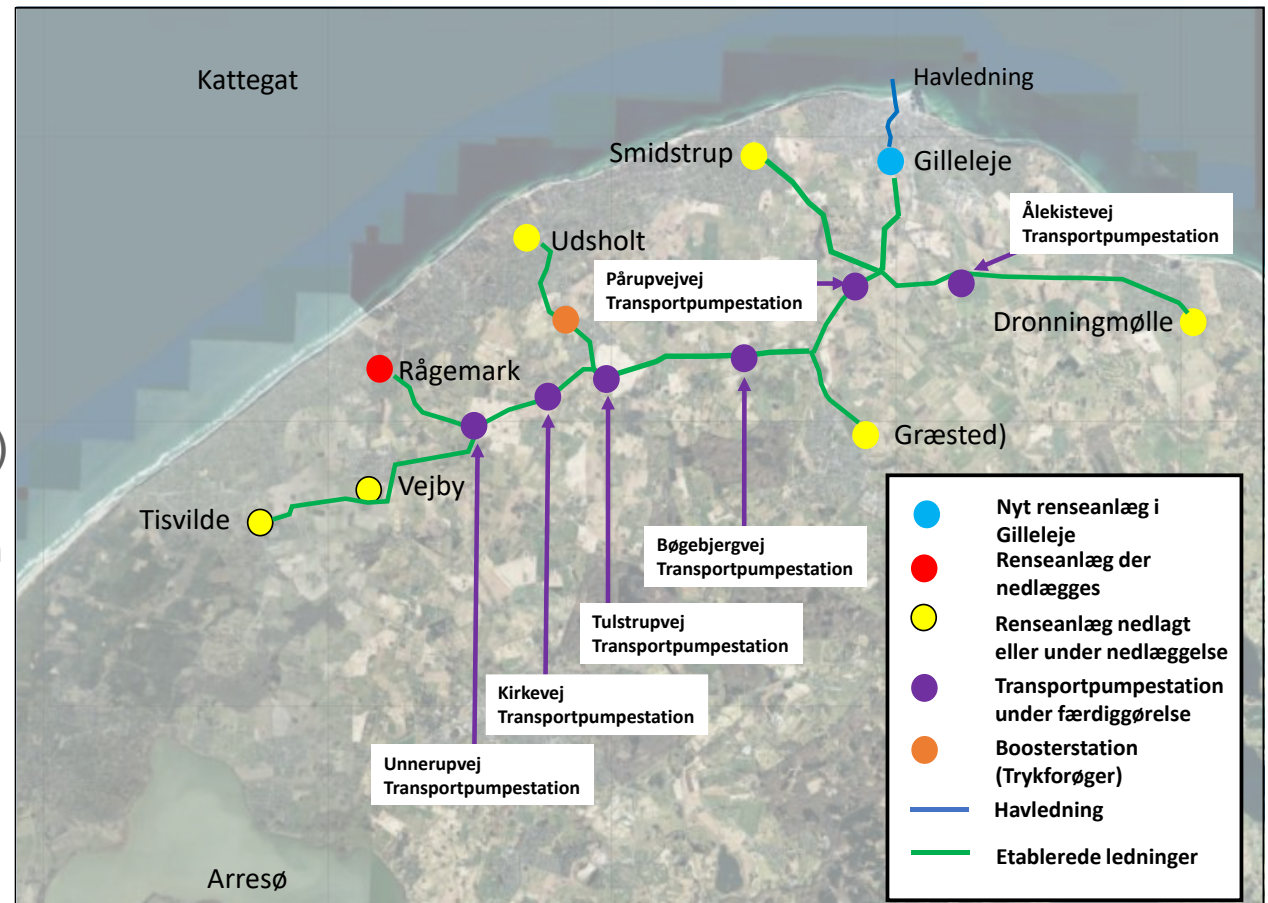 Kattegat
Havledning
Smidstrup
Gilleleje
Ålekistevej
Transportpumpestation
Udsholt
Pårupvejvej
Transportpumpestation
Dronningmølle
Rågemark
Græsted)
Vejby
Tisvilde
Bøgebjergvej
Transportpumpestation
Tulstrupvej
Transportpumpestation
Kirkevej
Transportpumpestation
Unnerupvej
Transportpumpestation
Arresø
Nyt renseanlæg i
Gilleleje
Renseanlæg der
nedlægges
Renseanlæg nedlagt
eller under nedlæggelse
Transportpumpestation
under færdiggørelse
Boosterstation
(Trykforøger)
Havledning
Etablerede ledninger
)